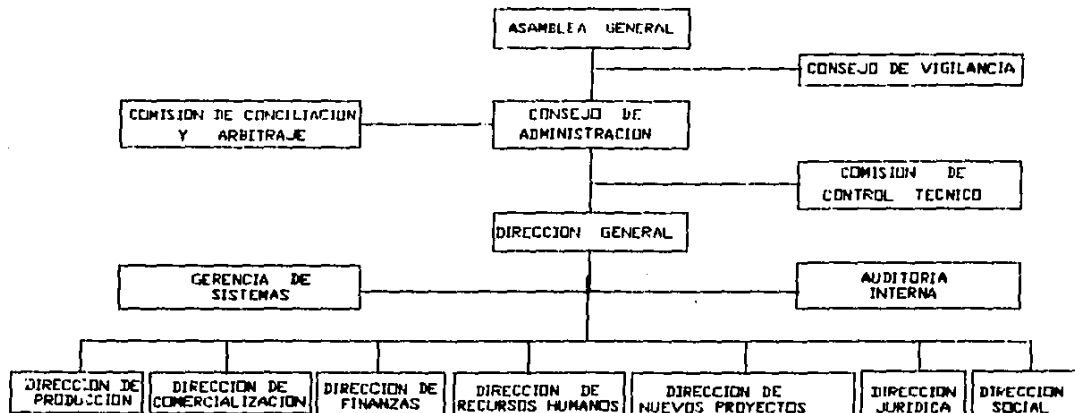 ASAMBLEA GENERAL
CONSEJO DE VIGILANCIA
COMISION DE CONCILIACION
Y ARBITRAJE
CONSEJO DE
ADMINISTRACION
COMISION DE
CONTROL TECNICO
DIRECCION GENERAL
GERENCIA DE
SISTEMAS
AUDITORIA
INTERNA
DIRECCION DE
PRODUCCION
DIRECCION DE
COMERCIALIZACION
DIRECCION DE
FINANZAS
DIRECCION DE
RECURSOS HUMANOS
DIRECCION DE
NUEVOS PROYECTOS
DIRECCION
JURIDICA
DIRECCION
SOCIAL